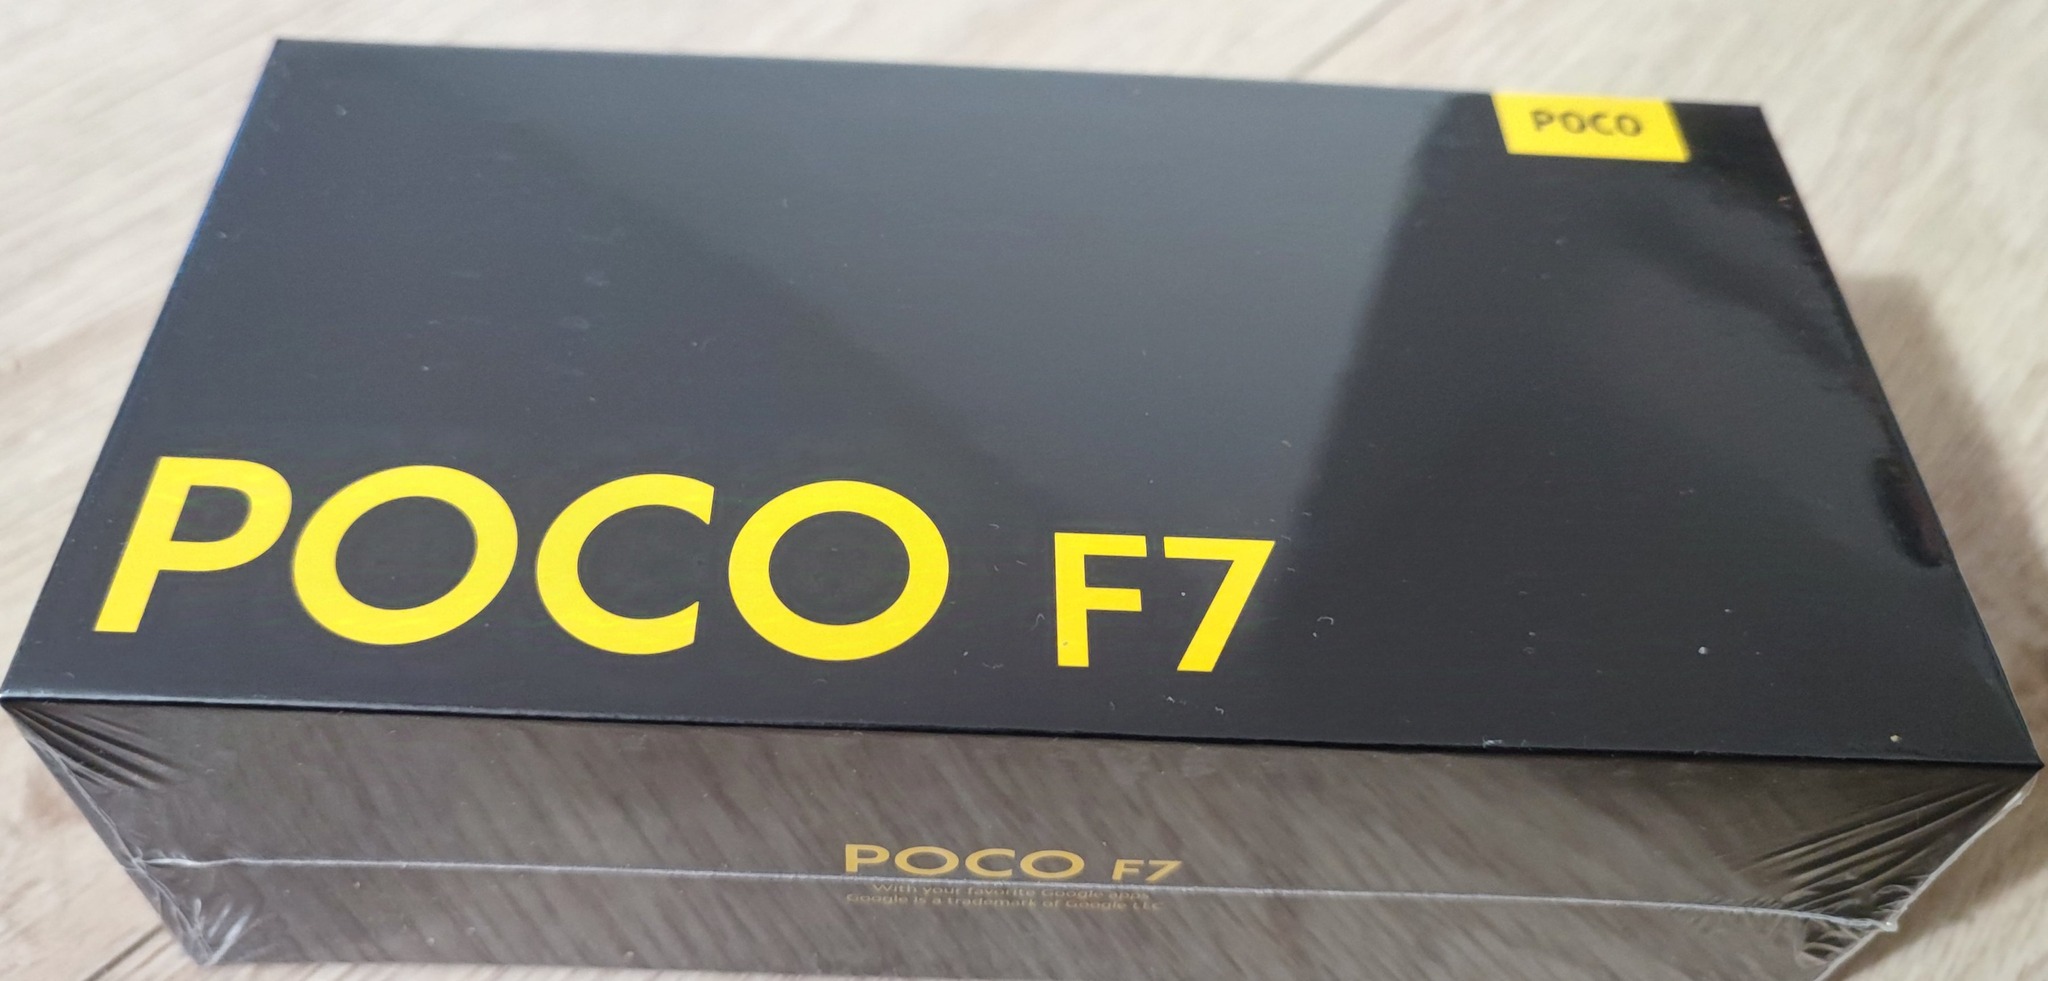 POCO
POCO F7
POCO F7
With your favorite Google apps
Google is a trademark of Google LLC